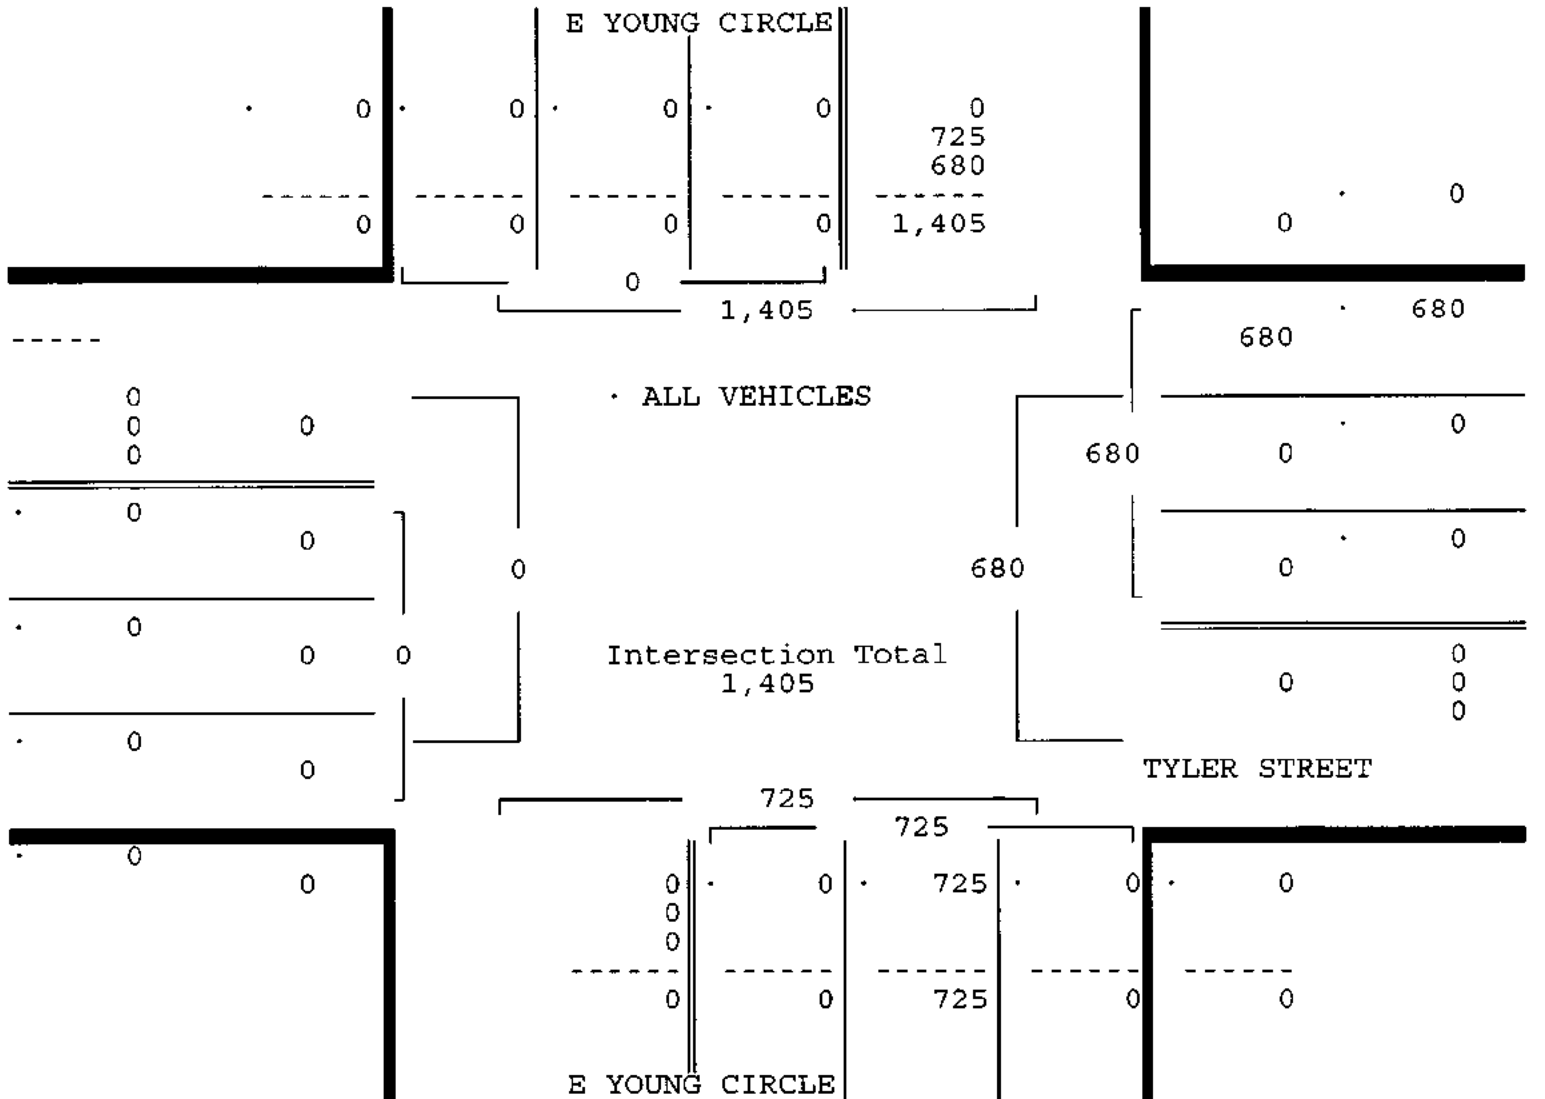 E YOUNG CIRCLE
· 0 · 0 · 0 · 0 0
725
680
· 0
------ ------ ------ ------ ------
0 0 0 0 1,405 0
0
1,405
· 680
680
-----
0 · ALL VEHICLES
0 0 · 0
0 680 0
· 0
0 · 0
0 680 0
· 0
0 0 Intersection Total 0
1,405 0 0
0
· 0
0 TYLER STREET
725
725
· 0
0 0 · 0 · 725 · 0 · 0
0
0
------ ------ ------ ------ ------
0 0 725 0 0
E YOUNG CIRCLE